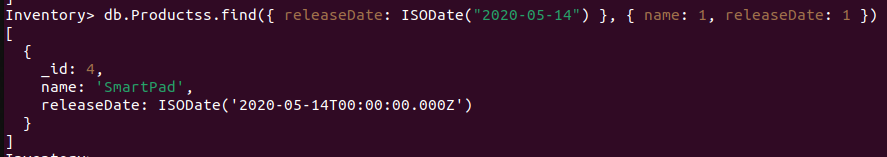 Inventory> db.Productss.find({ releaseDate: ISODate("2020-05-14") }, { name: 1, releaseDate: 1 })
[
  {
    _id: 4,
    name: 'SmartPad',
    releaseDate: ISODate('2020-05-14T00:00:00.000Z')
  }
]